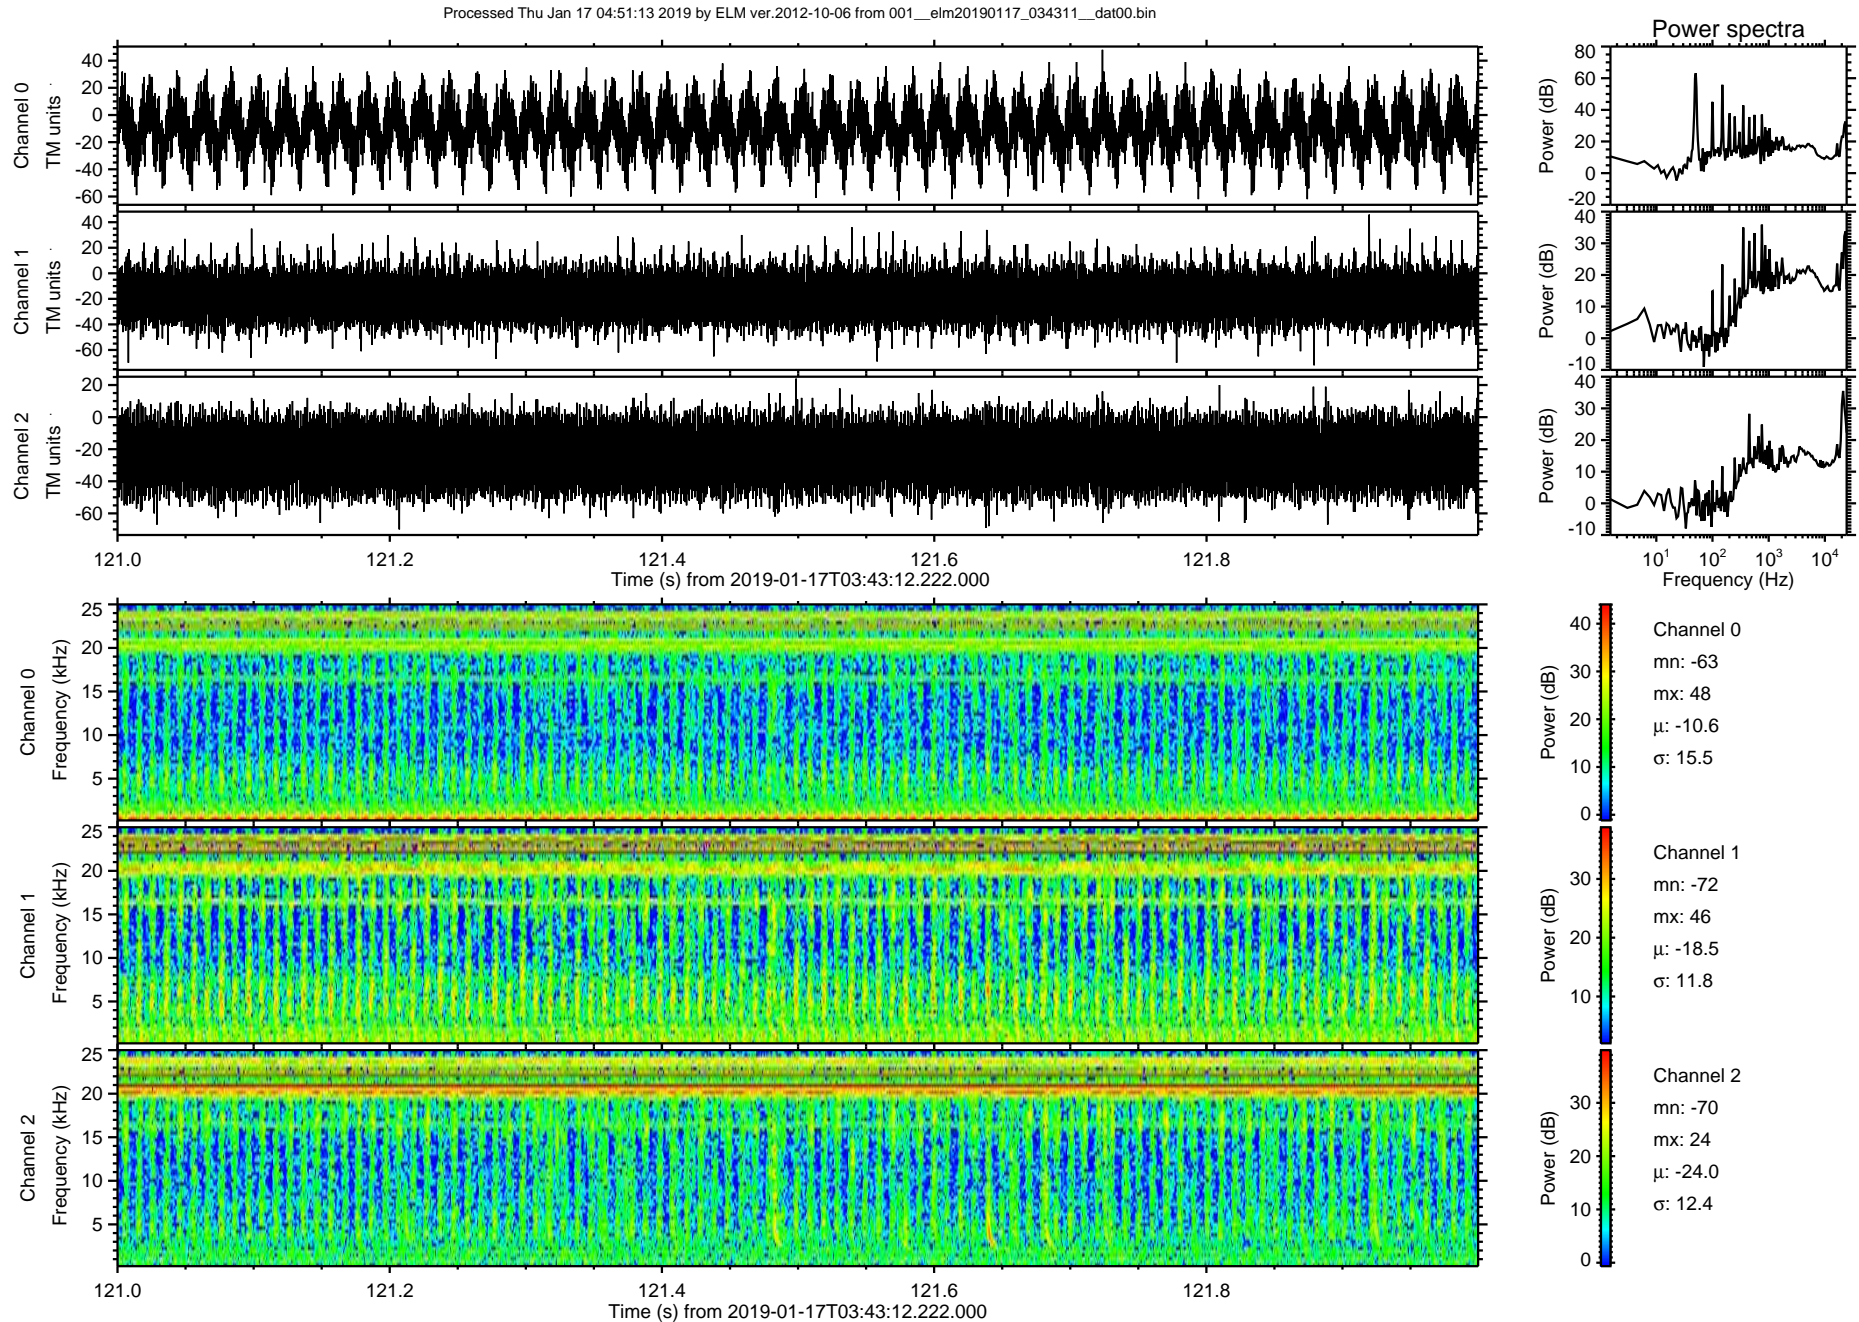 Processed Thu Jan 17 04:51:13 2019 by ELM ver.2012-10-06 from 001__elm20190117_034311__dat00.bin
Power spectra
Channel 0
TM units
40
20
0
-20
-40
-60
Power (dB)
80
60
40
20
0
-20
Channel 1
TM units
40
20
0
-20
-40
-60
Power (dB)
40
30
20
10
0
-10
Channel 2
TM units
20
0
-20
-40
-60
Power (dB)
40
30
20
10
0
-10
121.0 121.2 121.4 121.6 121.8
Time (s) from 2019-01-17T03:43:12.222.000
10^1 10^2 10^3 10^4
Frequency (Hz)
Channel 0
Frequency (kHz)
25
20
15
10
5
Power (dB)
40
30
20
10
0
Channel 0
mn: -63
mx: 48
μ: -10.6
σ: 15.5
Channel 1
Frequency (kHz)
25
20
15
10
5
Power (dB)
30
20
10
Channel 1
mn: -72
mx: 46
μ: -18.5
σ: 11.8
Channel 2
Frequency (kHz)
25
20
15
10
5
Power (dB)
30
20
10
0
Channel 2
mn: -70
mx: 24
μ: -24.0
σ: 12.4
121.0 121.2 121.4 121.6 121.8
Time (s) from 2019-01-17T03:43:12.222.000